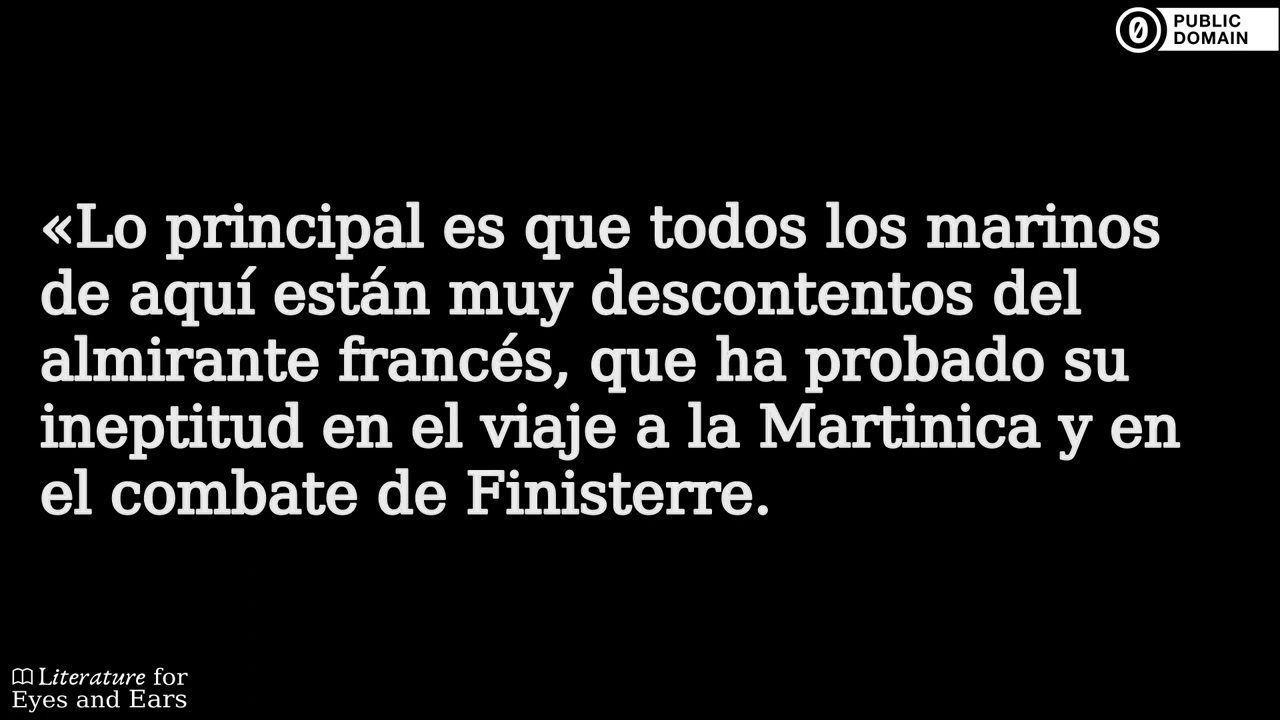 PUBLIC
DOMAIN
«Lo principal es que todos los marinos
de aquí están muy descontentos del
almirante francés, que ha probado su
ineptitud en el viaje a la Martinica y en
el combate de Finisterre.
Literature for
Eyes and Ears